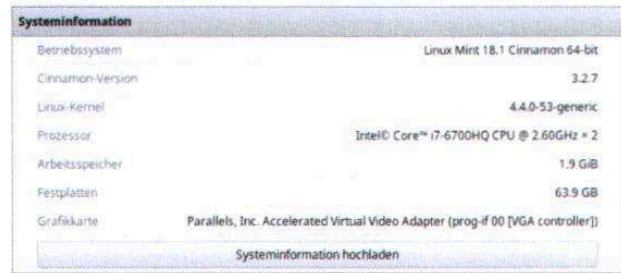 Systeminformation
Betriebssystem Linux Mint 18.1 Cinnamon 64-bit
Cinnamon-Version 3.2.7
Linux-Kernel 4.4.0-53-generic
Prozessor Intel© Core™ i7-6700HQ CPU @ 2.60GHz × 2
Arbeitsspeicher 1.9 GiB
Festplatten 63.9 GB
Grafikkarte Parallels, Inc. Accelerated Virtual Video Adapter (prog-if 00 [VGA controller])
Systeminformation hochladen